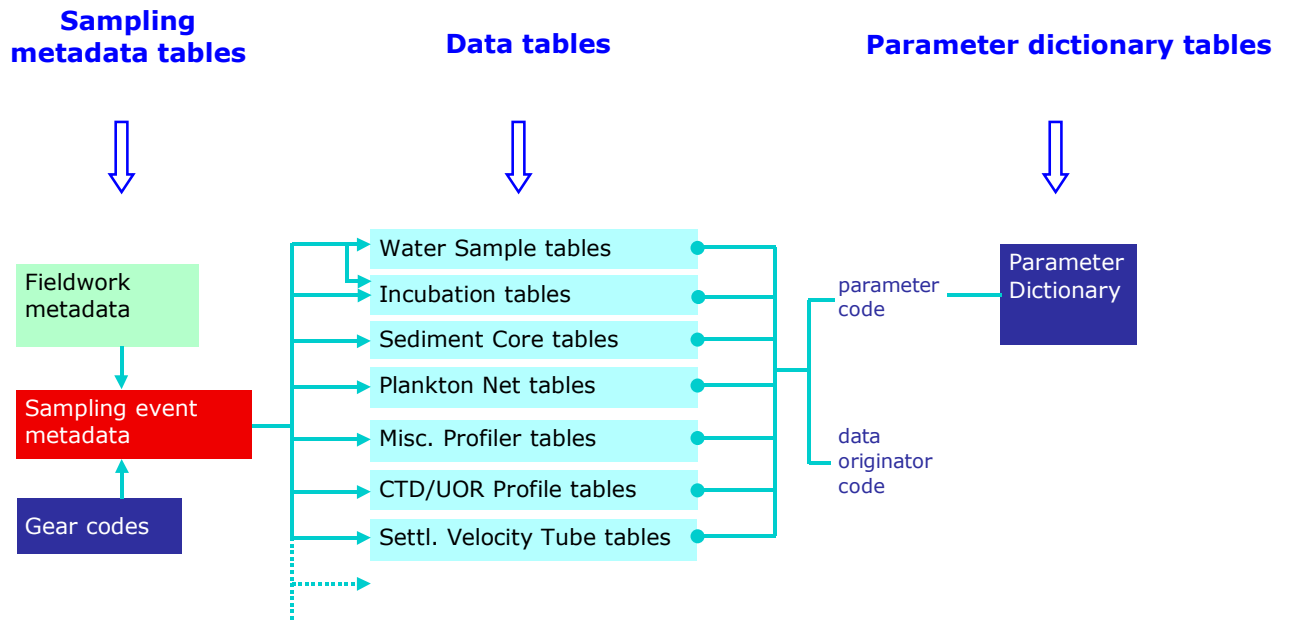 Sampling
metadata tables
Data tables
Parameter dictionary tables
Fieldwork
metadata
Sampling event
metadata
Gear codes
Water Sample tables
Incubation tables
Sediment Core tables
Plankton Net tables
Misc. Profiler tables
CTD/UOR Profile tables
Settl. Velocity Tube tables
parameter
code
data
originator
code
Parameter
Dictionary